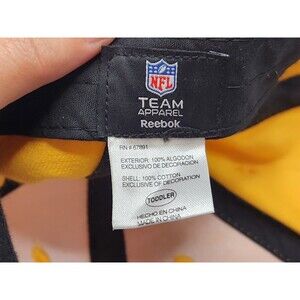 NFL
TEAM
APPAREL
Reebok
RN # 67891
EXTERIOR: 100% ALGODON
EXCLUSIVO DE DECORACION
SHELL: 100% COTTON
EXCLUSIVE OF DECORATION
TODDLER
HECHO EN CHINA
MADE IN CHINA